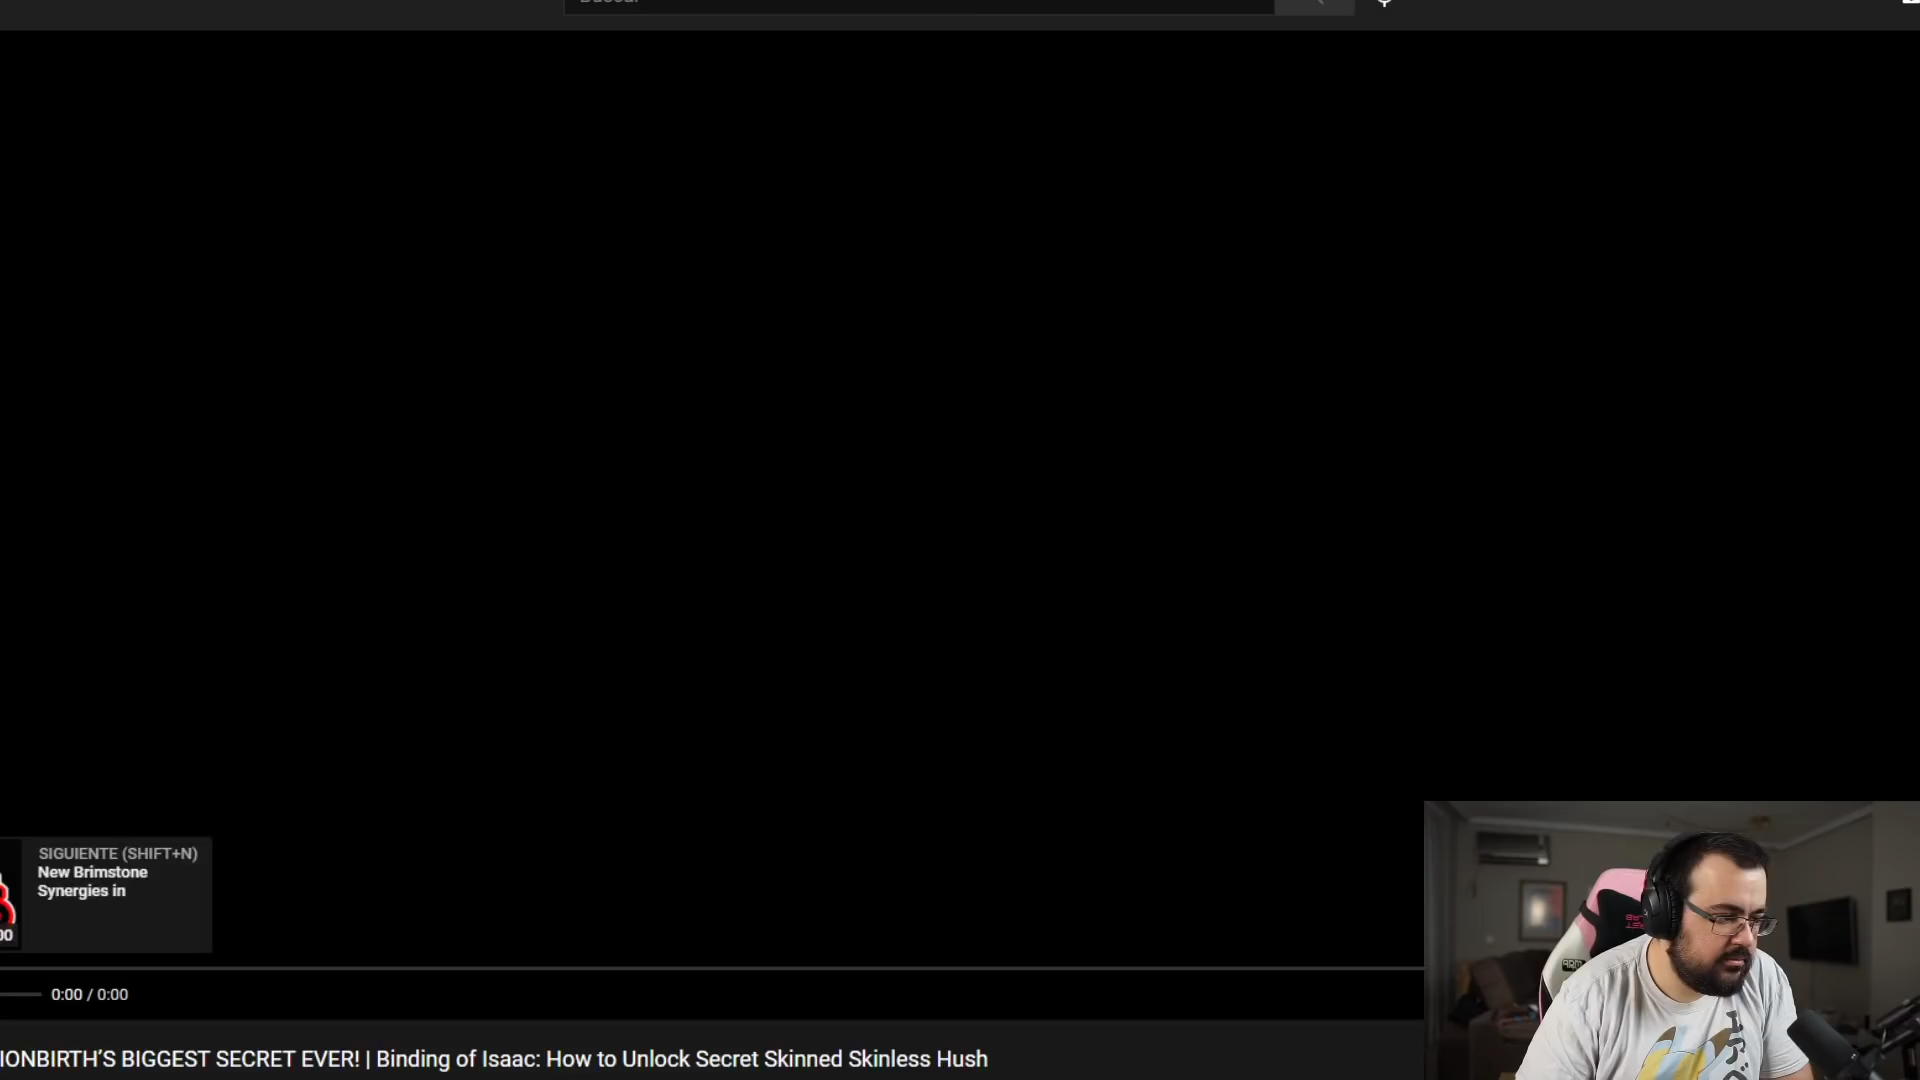 SIGUIENTE (SHIFT+N)
New Brimstone
Synergies in
00
0:00 / 0:00
IONBIRTH'S BIGGEST SECRET EVER! | Binding of Isaac: How to Unlock Secret Skinned Skinless Hush